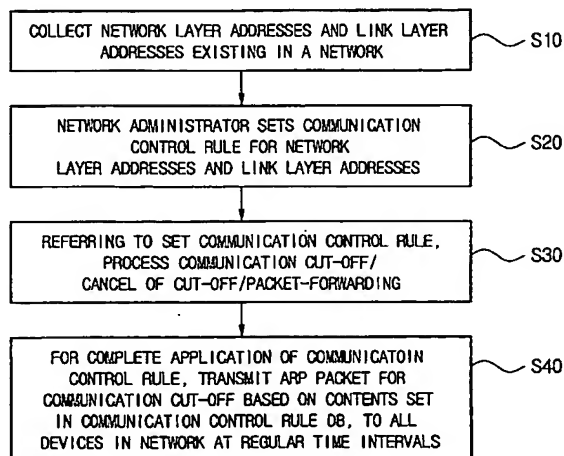 COLLECT NETWORK LAYER ADDRESSES AND LINK LAYER
ADDRESSES EXISTING IN A NETWORK
S10
NETWORK ADMINISTRATOR SETS COMMUNICATION
CONTROL RULE FOR NETWORK
LAYER ADDRESSES AND LINK LAYER ADDRESSES
S20
REFERRING TO SET COMMUNICATION CONTROL RULE,
PROCESS COMMUNICATION CUT-OFF/
CANCEL OF CUT-OFF/PACKET-FORWARDING
S30
FOR COMPLETE APPLICATION OF COMMUNICATOIN
CONTROL RULE, TRANSMIT ARP PACKET FOR
COMMUNICATION CUT-OFF BASED ON CONTENTS SET
IN COMMUNICATION CONTROL RULE DB, TO ALL
DEVICES IN NETWORK AT REGULAR TIME INTERVALS
S40